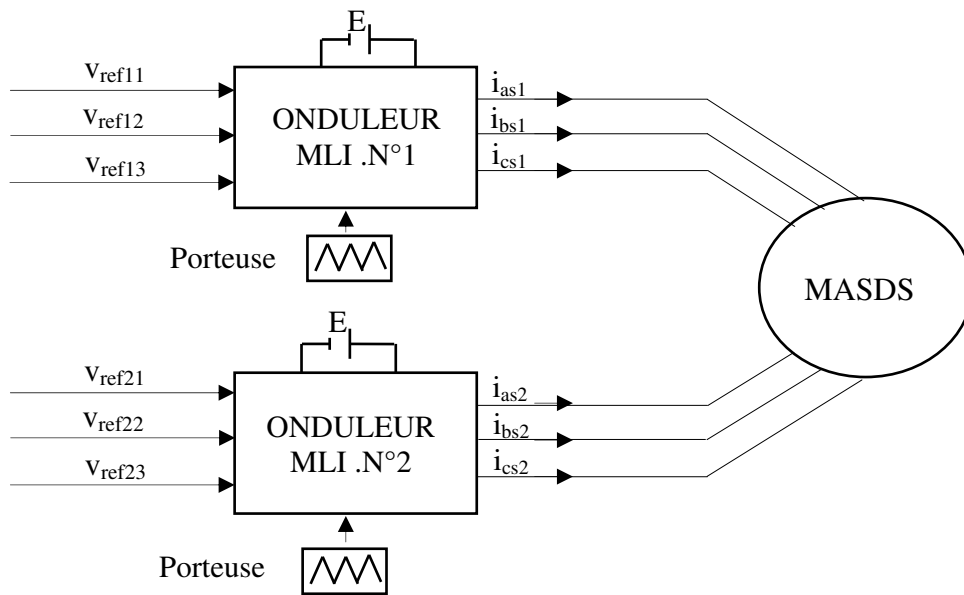 E
v_ref11
v_ref12
v_ref13
ONDULEUR
MLI .N°1
i_as1
i_bs1
i_cs1
Porteuse
MASDS
E
v_ref21
v_ref22
v_ref23
ONDULEUR
MLI .N°2
i_as2
i_bs2
i_cs2
Porteuse